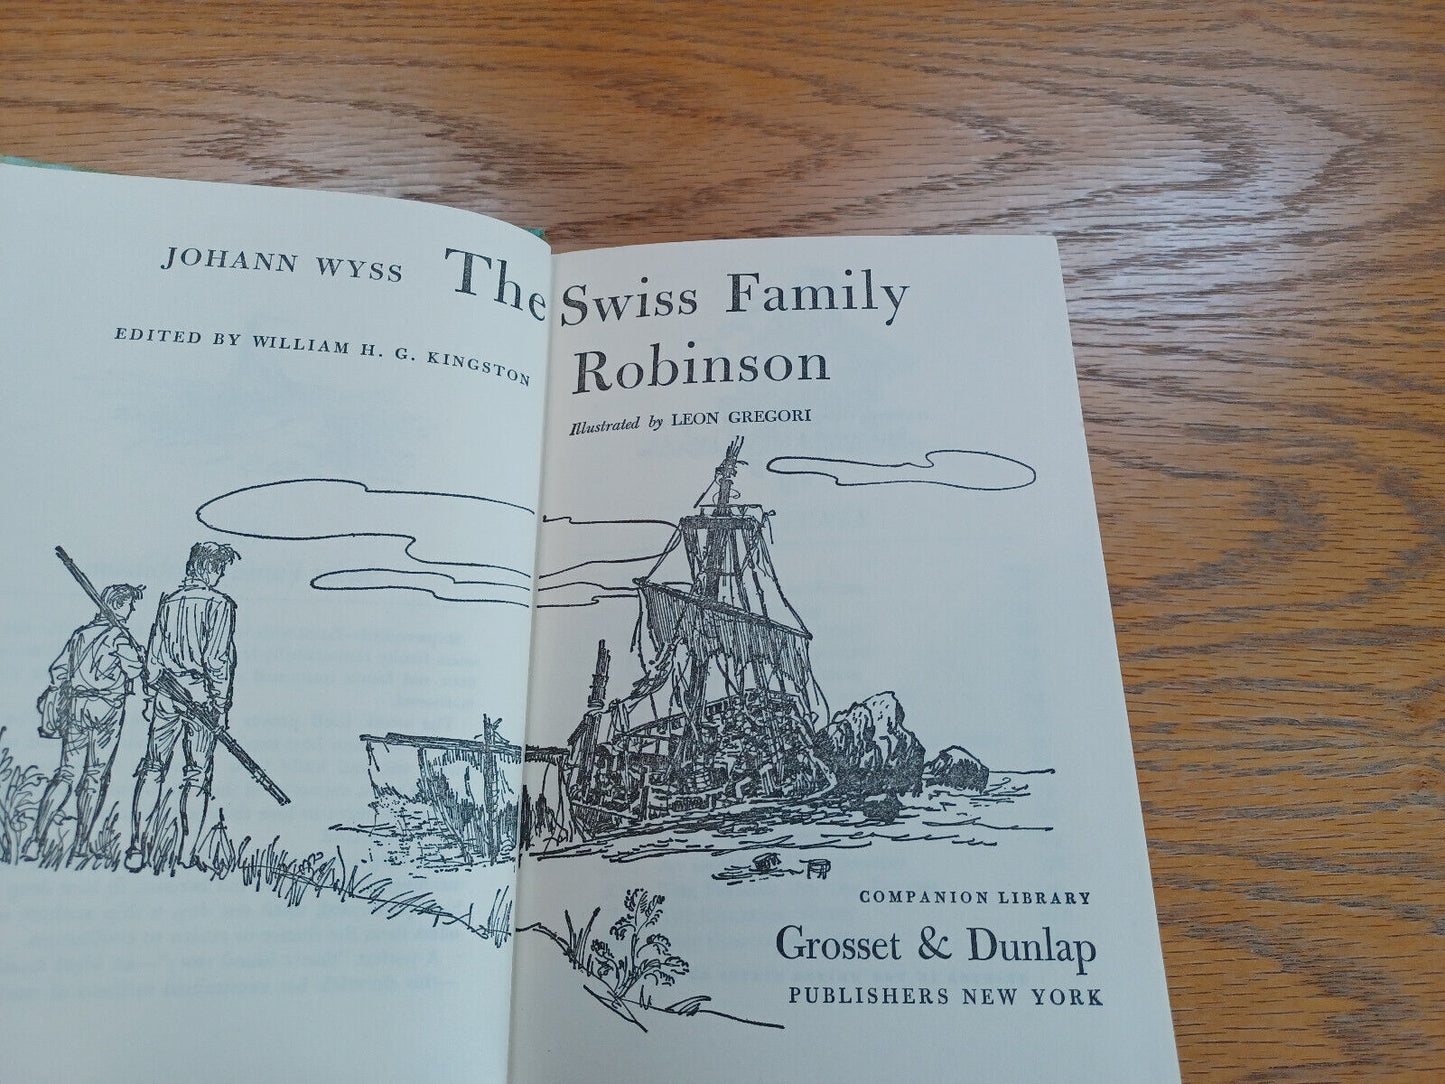 JOHANN WYSS
EDITED BY WILLIAM H. G. KINGSTON
The Swiss Family
Robinson
Illustrated by LEON GREGORI
COMPANION LIBRARY
Grosset & Dunlap
PUBLISHERS NEW YORK